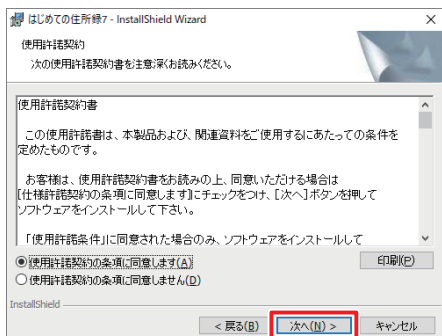 はじめての住所録7 - InstallShield Wizard
使用許諾契約
次の使用許諾契約書を注意深くお読みください。
使用許諾契約書
この使用許諾書は、本製品および、関連資料をご使用するにあたっての条件を
定めたものです。
お客様は、使用許諾契約書をお読みの上、同意いただける場合は
[仕様許諾契約の条項に同意します]にチェックをつけ、[次へ]ボタンを押して
ソフトウェアをインストールして下さい。
「使用許諾条件」に同意された場合のみ、ソフトウェアをインストールして
使用許諾契約の条項に同意します(A)
印刷(P)
使用許諾契約の条項に同意しません(D)
InstallShield
< 戻る(B)
次へ(N) >
キャンセル